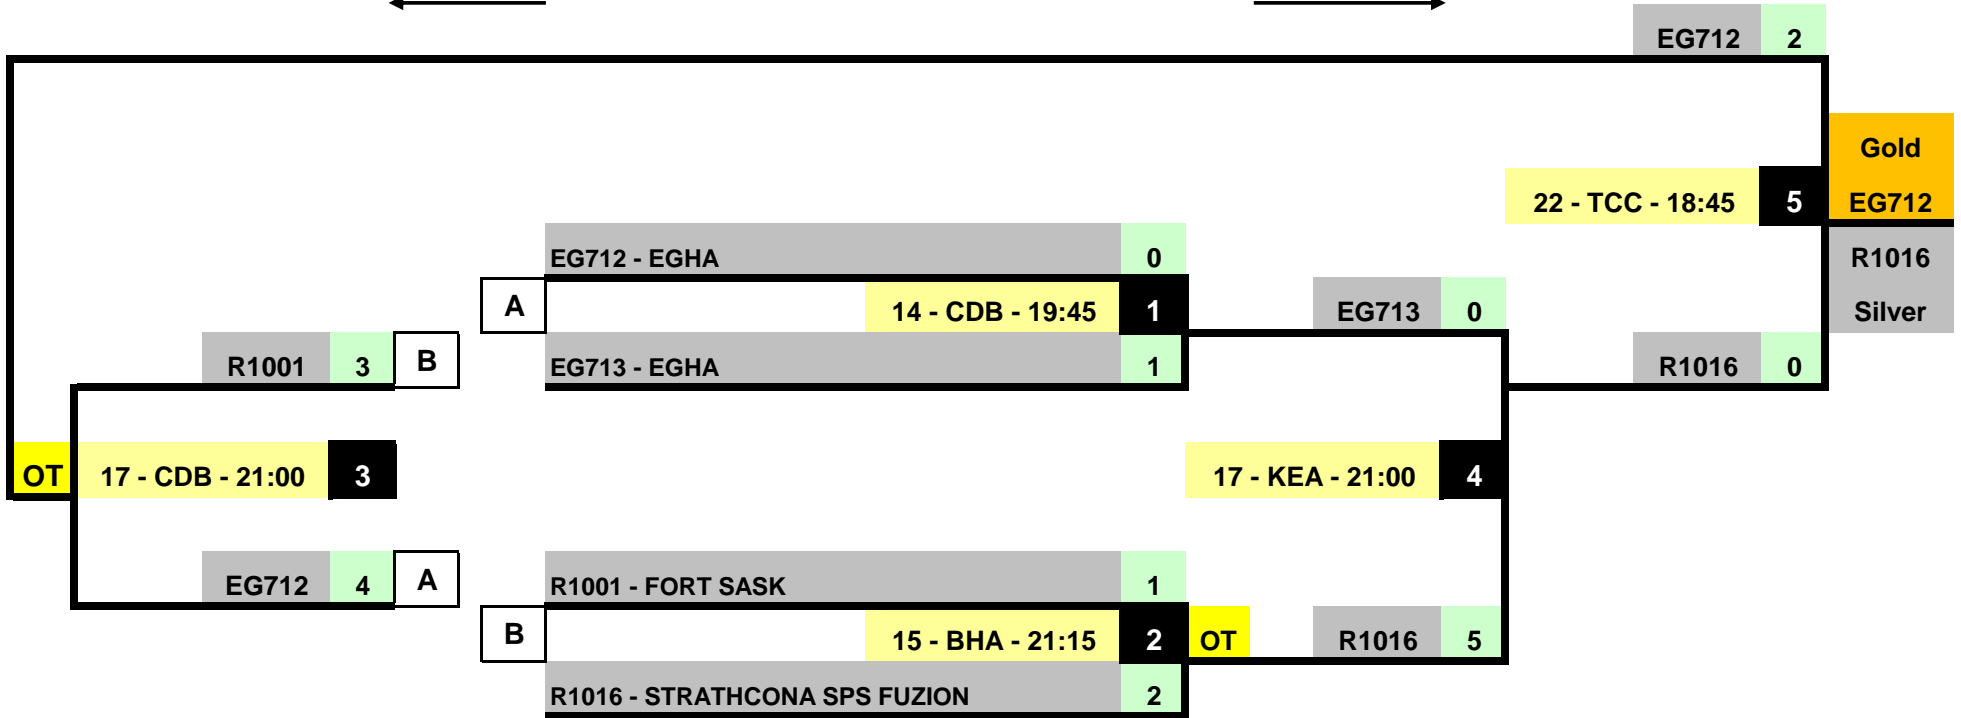 EG712 2
Gold
22 - TCC - 18:45 5 EG712
EG712 - EGHA 0 R1016
A 14 - CDB - 19:45 1 EG713 0 Silver
R1001 3 B EG713 - EGHA 1 R1016 0
OT 17 - CDB - 21:00 3 17 - KEA - 21:00 4
EG712 4 A R1001 - FORT SASK 1
B 15 - BHA - 21:15 2 OT R1016 5
R1016 - STRATHCONA SPS FUZION 2